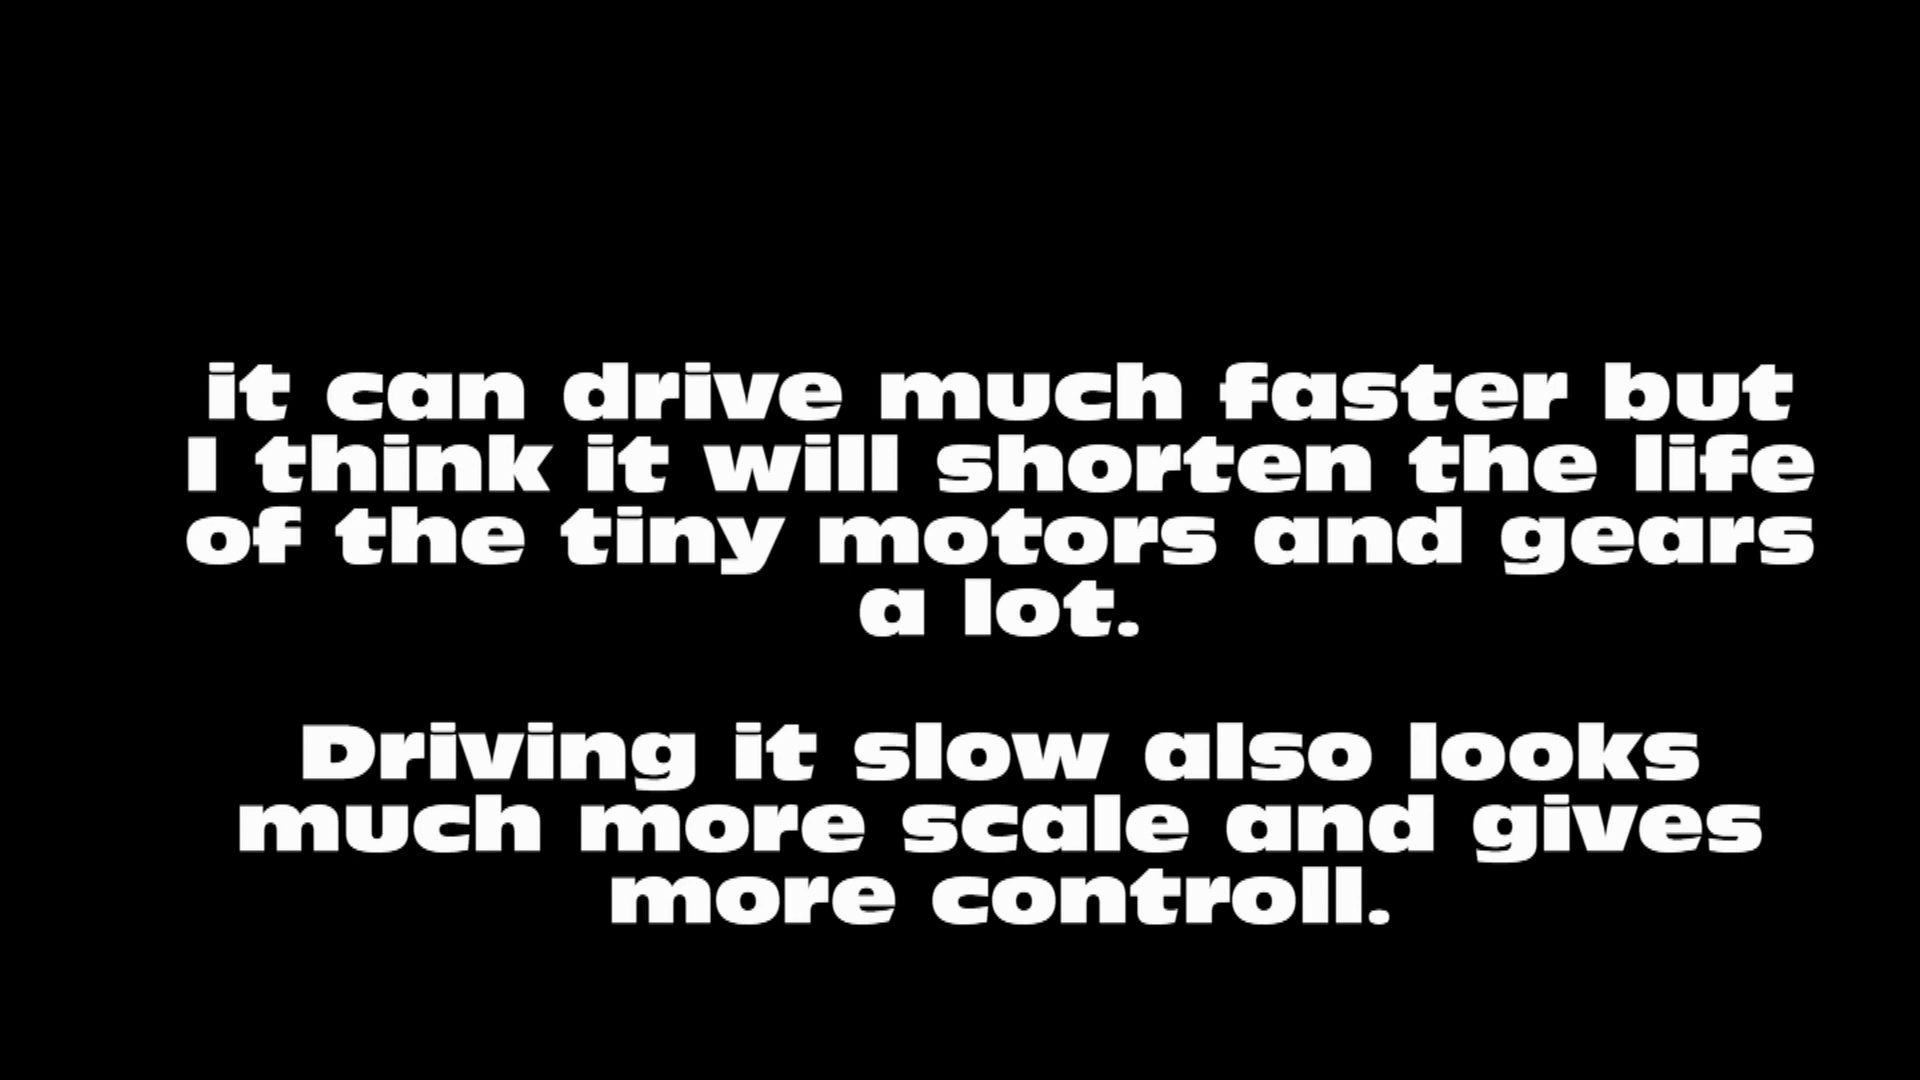 it can drive much faster but
I think it will shorten the life
of the tiny motors and gears
a lot.
Driving it slow also looks
much more scale and gives
more controll.